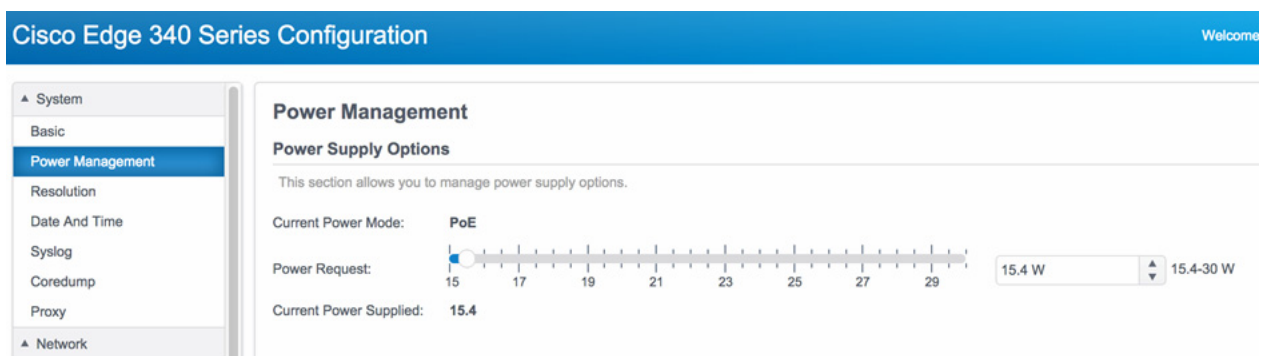 Cisco Edge 340 Series Configuration
Welcome
System
Basic
Power Management
Resolution
Date And Time
Syslog
Coredump
Proxy
Network
Power Management
Power Supply Options
This section allows you to manage power supply options.
Current Power Mode: PoE
Power Request: 15.4 W 15.4-30 W
15 17 19 21 23 25 27 29
Current Power Supplied: 15.4